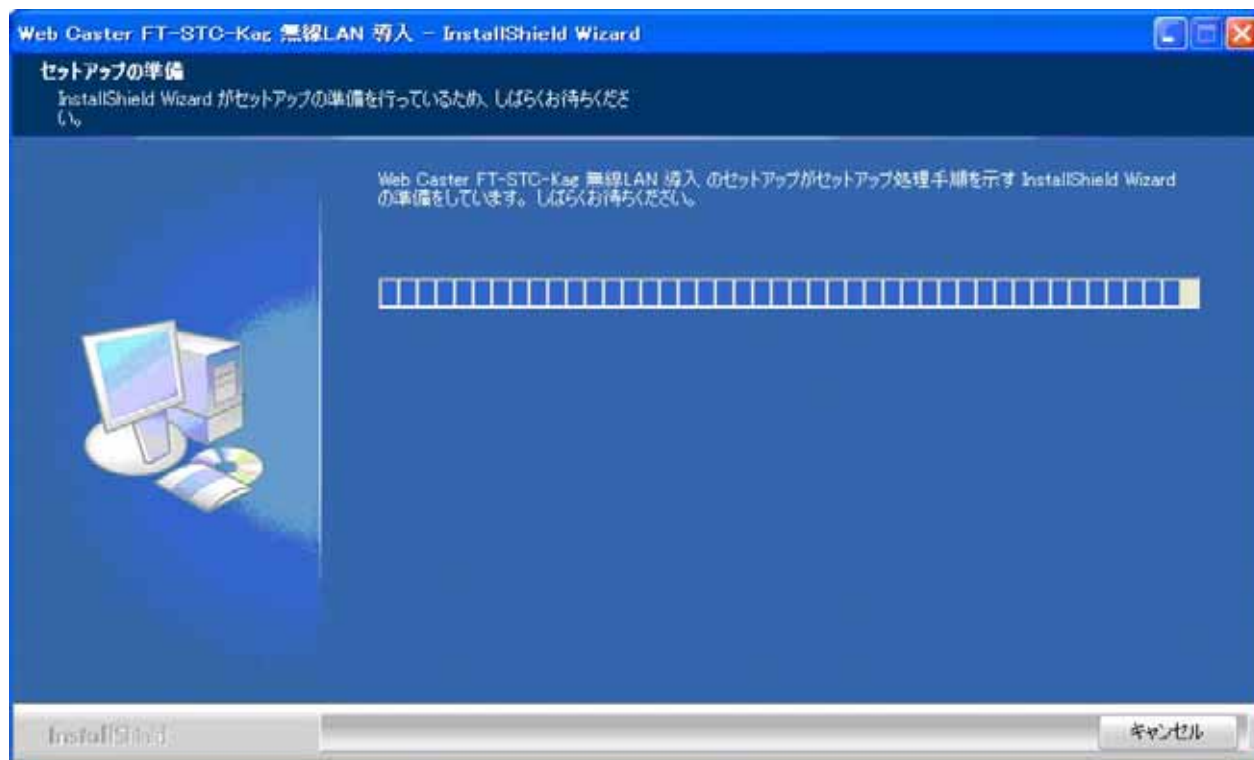 Web Caster FT-STC-Kag 無線LAN 導入 - InstallShield Wizard
セットアップの準備
InstallShield Wizard がセットアップの準備を行っているため、しばらくお待ちくださ
い。
Web Caster FT-STC-Kag 無線LAN 導入 のセットアップがセットアップ処理手順を示す InstallShield Wizard
の準備をしています。しばらくお待ちください。
InstallShield
キャンセル